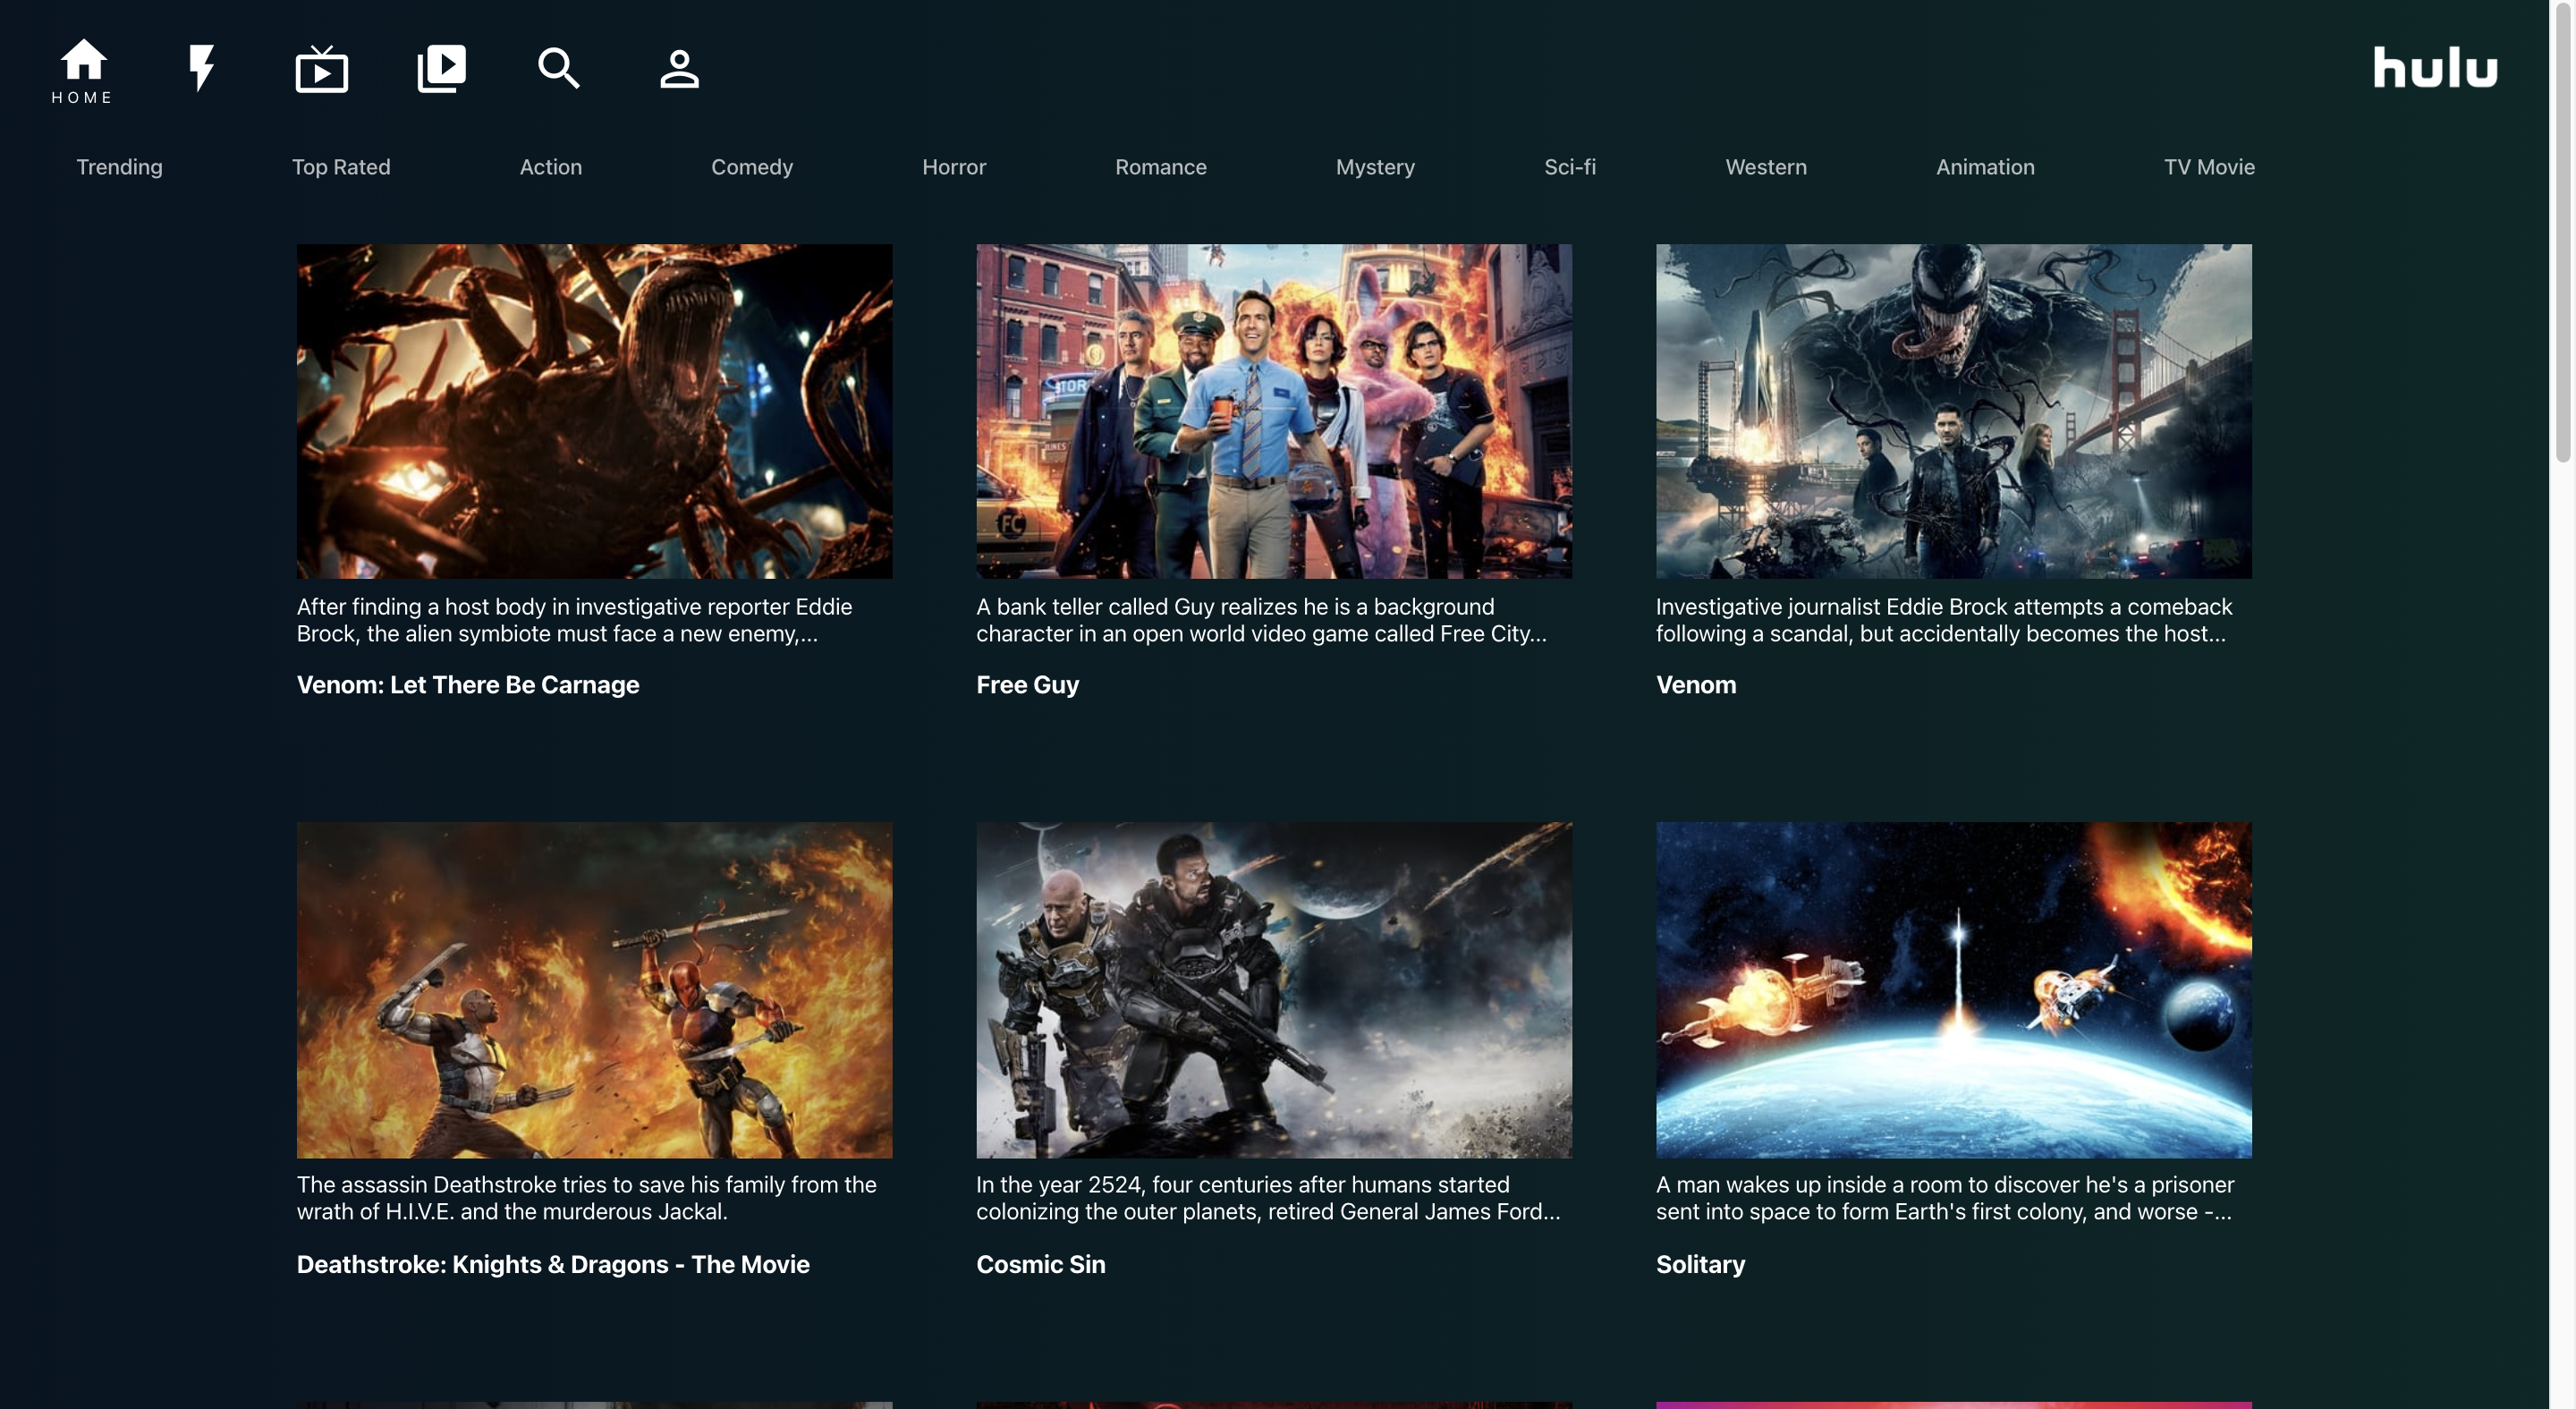 HOME
hulu
Trending
Top Rated
Action
Comedy
Horror
Romance
Mystery
Sci-fi
Western
Animation
TV Movie
STOR
FC
After finding a host body in investigative reporter Eddie
Brock, the alien symbiote must face a new enemy,...
Venom: Let There Be Carnage
A bank teller called Guy realizes he is a background
character in an open world video game called Free City...
Free Guy
Investigative journalist Eddie Brock attempts a comeback
following a scandal, but accidentally becomes the host...
Venom
The assassin Deathstroke tries to save his family from the
wrath of H.I.V.E. and the murderous Jackal.
Deathstroke: Knights & Dragons - The Movie
In the year 2524, four centuries after humans started
colonizing the outer planets, retired General James Ford...
Cosmic Sin
A man wakes up inside a room to discover he's a prisoner
sent into space to form Earth's first colony, and worse -...
Solitary